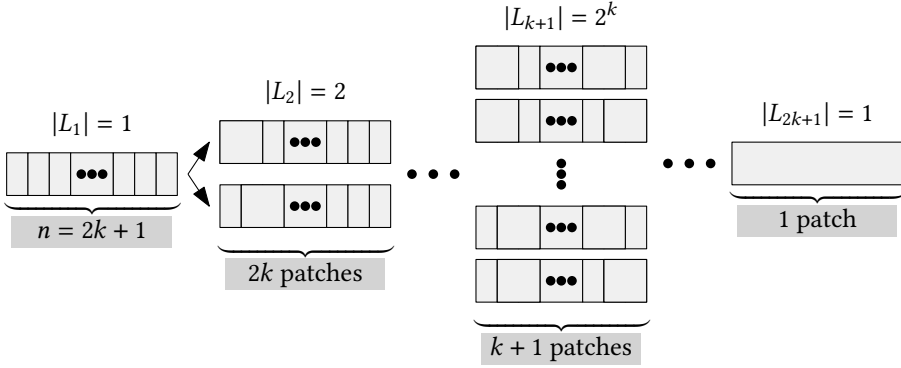 |L_{k+1}| = 2^k
|L_2| = 2
|L_1| = 1
|L_{2k+1}| = 1
n = 2k + 1
1 patch
2k patches
k + 1 patches